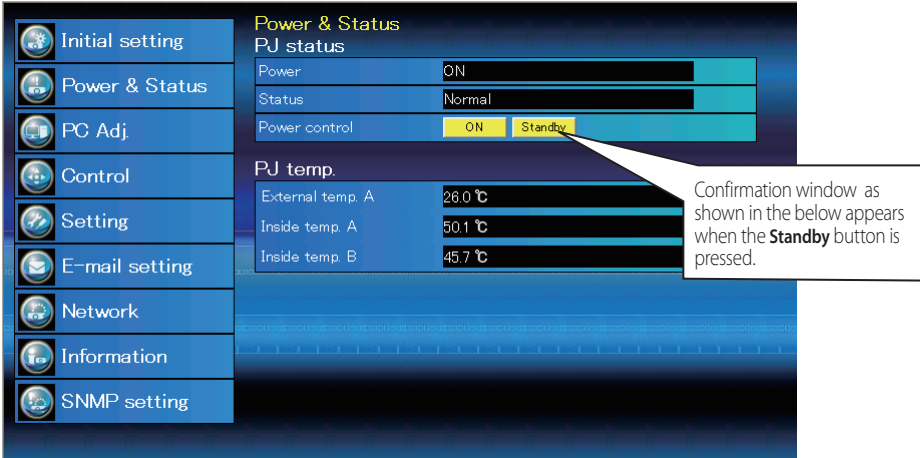 Initial setting
Power & Status
PC Adj.
Control
Setting
E-mail setting
Network
Information
SNMP setting
Power & Status
PJ status
Power ON
Status Normal
Power control ON Standby
PJ temp.
External temp. A 26.0 ℃
Inside temp. A 50.1 ℃
Inside temp. B 45.7 ℃
Confirmation window as
shown in the below appears
when the Standby button is
pressed.